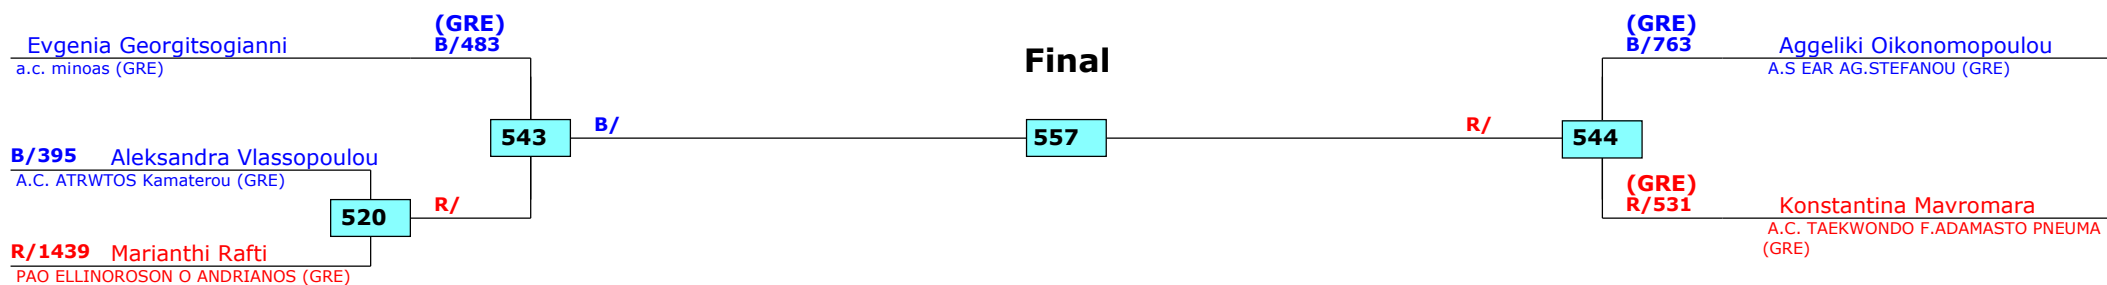 (GRE)
Evgenia Georgitsogianni B/483
a.c. minoas (GRE)
Final
(GRE)
B/763 Aggeliki Oikonomopoulou
A.S EAR AG.STEFANOU (GRE)
543 B/ 557 R/ 544
B/395 Aleksandra Vlassopoulou
A.C. ATRWTOS Kamaterou (GRE)
520 R/
R/1439 Marianthi Rafti
PAO ELLINOROSON O ANDRIANOS (GRE)
(GRE)
R/531 Konstantina Mavromara
A.C. TAEKWONDO F.ADAMASTO PNEUMA
(GRE)